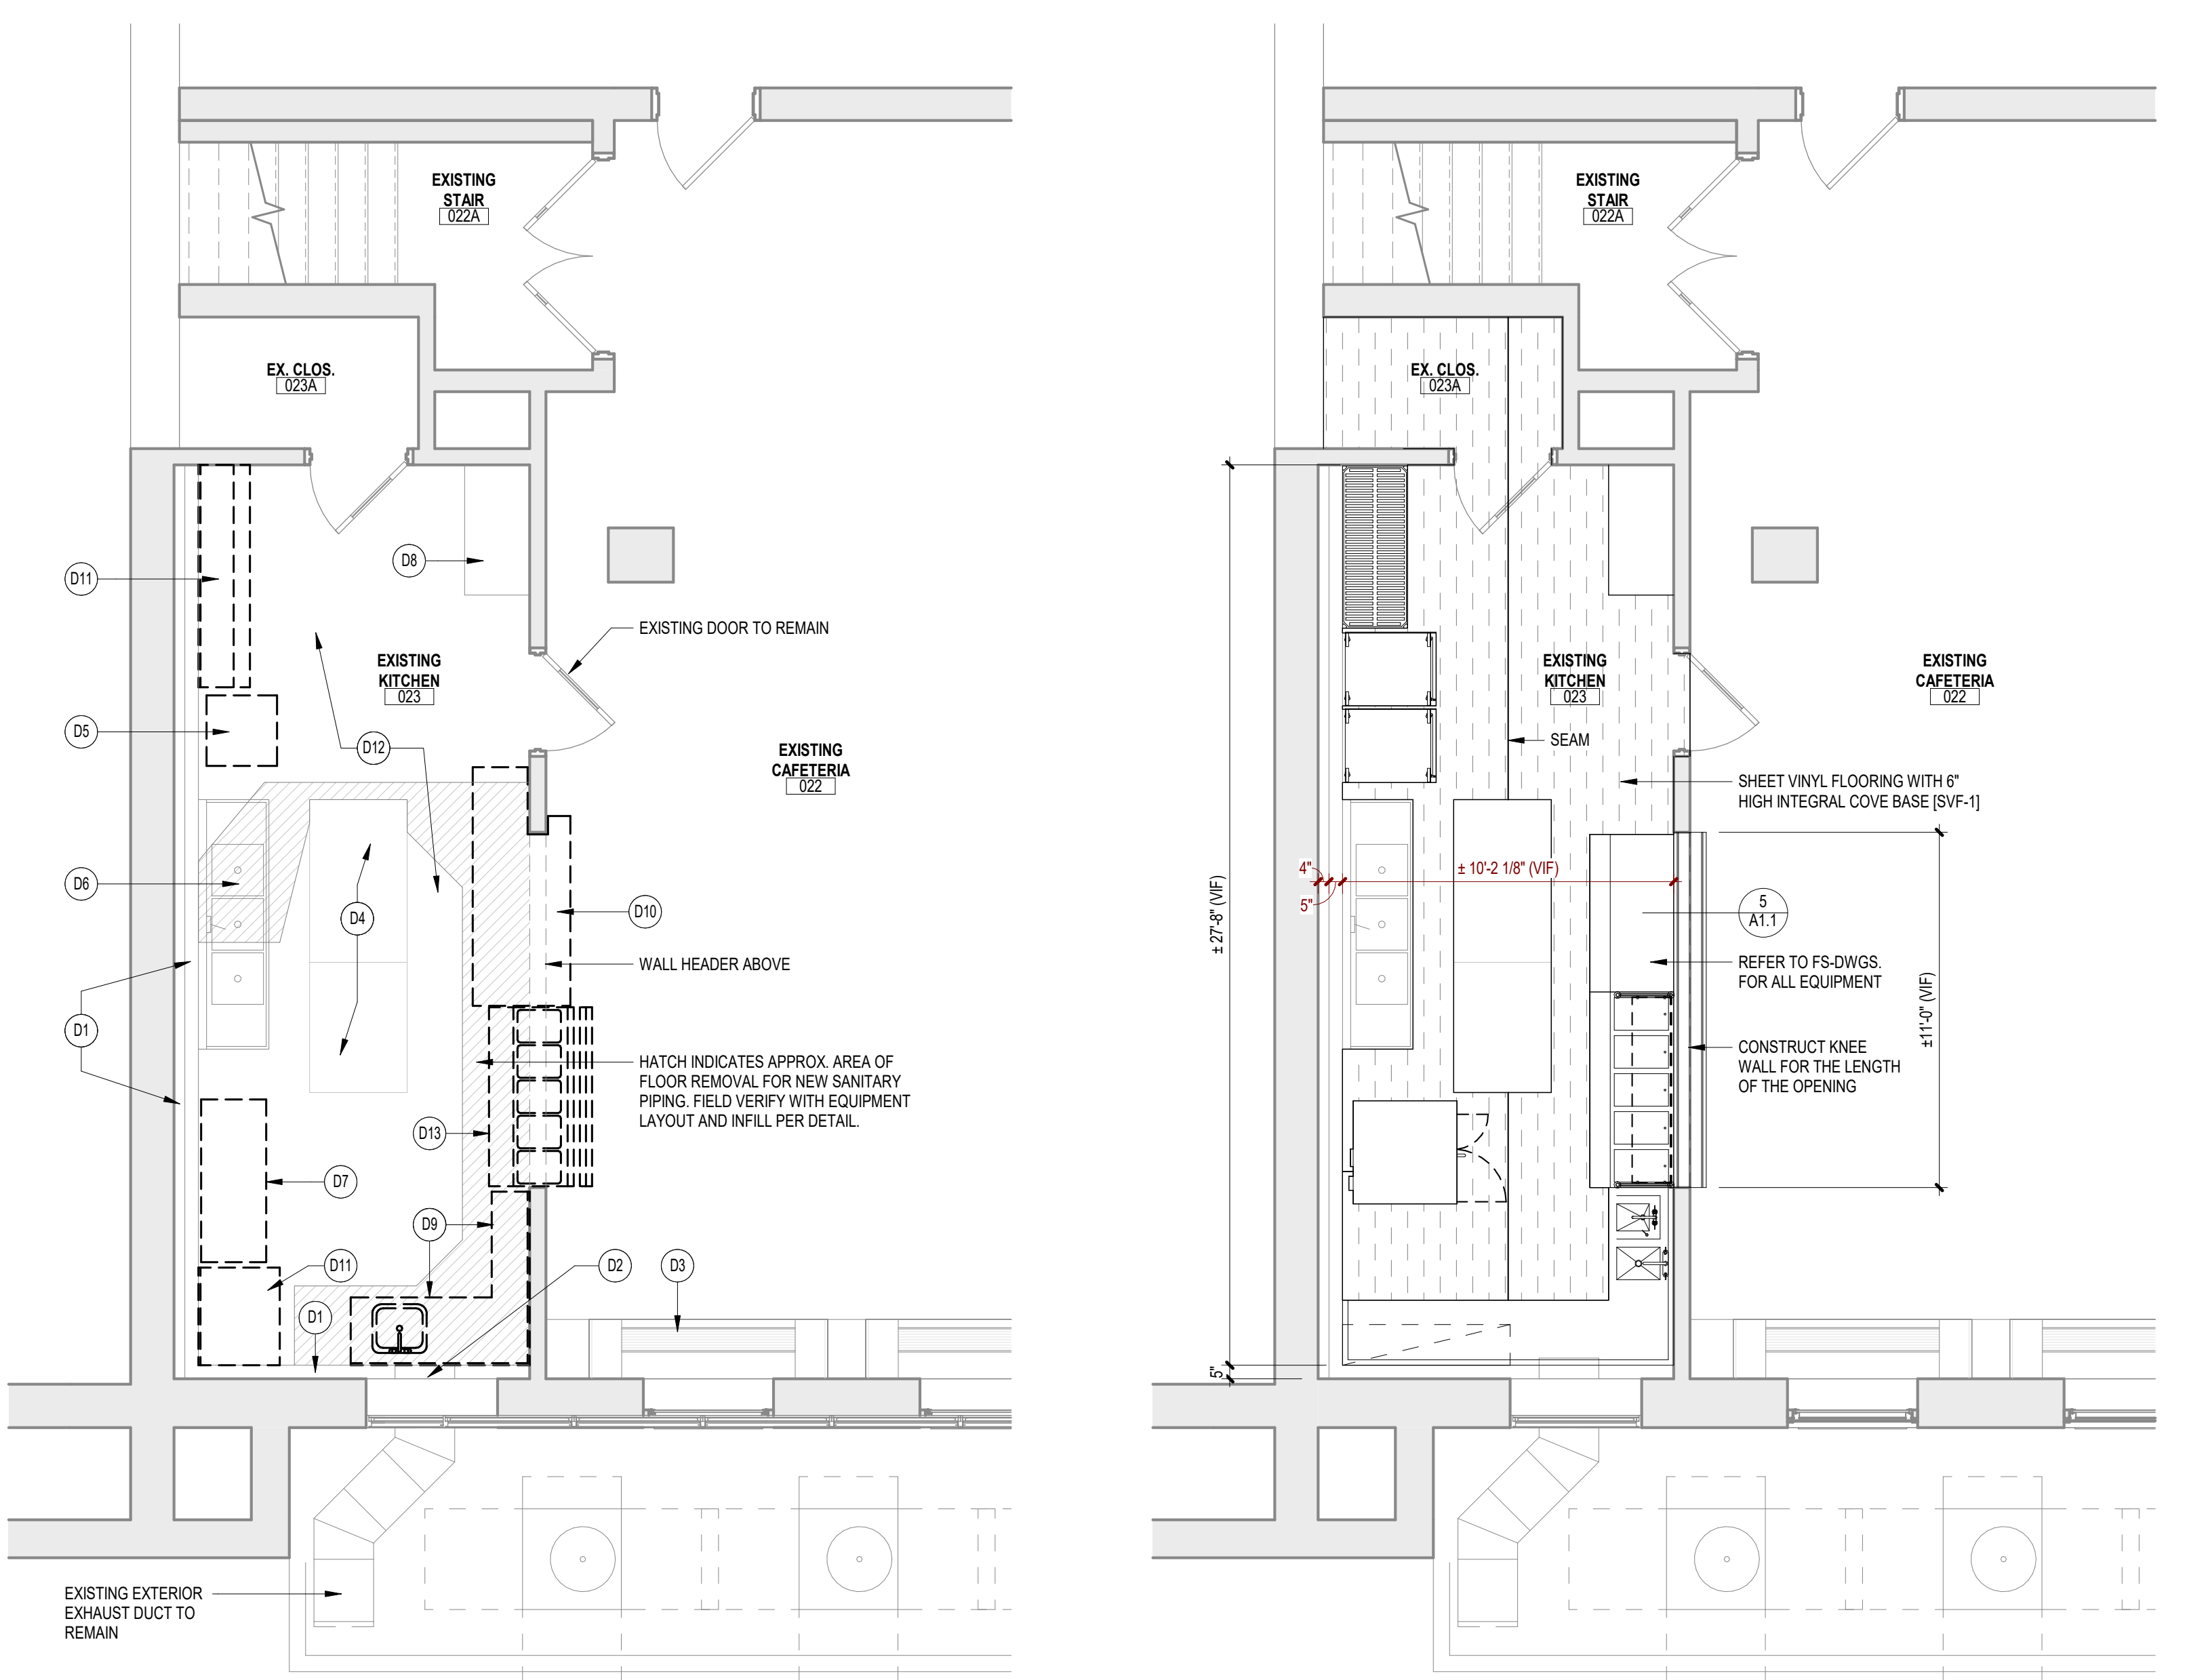 EXISTING
STAIR
022A
EX. CLOS.
023A
D11
D8
EXISTING DOOR TO REMAIN
EXISTING
KITCHEN
023
D5
D12
EXISTING
CAFETERIA
022
D6
D4
D10
WALL HEADER ABOVE
D1
HATCH INDICATES APPROX. AREA OF
FLOOR REMOVAL FOR NEW SANITARY
PIPING. FIELD VERIFY WITH EQUIPMENT
LAYOUT AND INFILL PER DETAIL.
D13
D7
D9
D11
D2
D3
D1
EXISTING EXTERIOR
EXHAUST DUCT TO
REMAIN
EXISTING
STAIR
022A
EX. CLOS.
023A
EXISTING
KITCHEN
023
EXISTING
CAFETERIA
022
SEAM
SHEET VINYL FLOORING WITH 6"
HIGH INTEGRAL COVE BASE [SVF-1]
4"
± 10'-2 1/8" (VIF)
5"
± 27'-8" (VIF)
5
A1.1
REFER TO FS-DWGS.
FOR ALL EQUIPMENT
±11'-0" (VIF)
CONSTRUCT KNEE
WALL FOR THE LENGTH
OF THE OPENING
5"